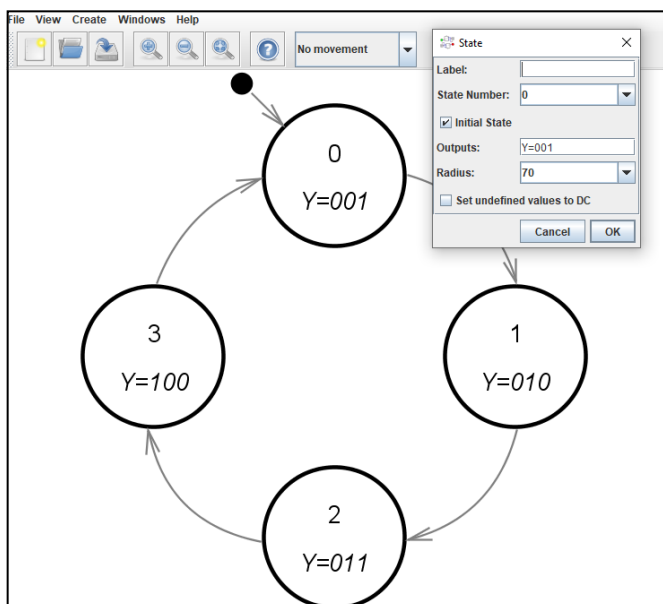 File View Create Windows Help
No movement
State
Label:
State Number: 0
Initial State
Outputs: Y=001
Radius: 70
Set undefined values to DC
Cancel OK
0
Y=001
3
Y=100
1
Y=010
2
Y=011